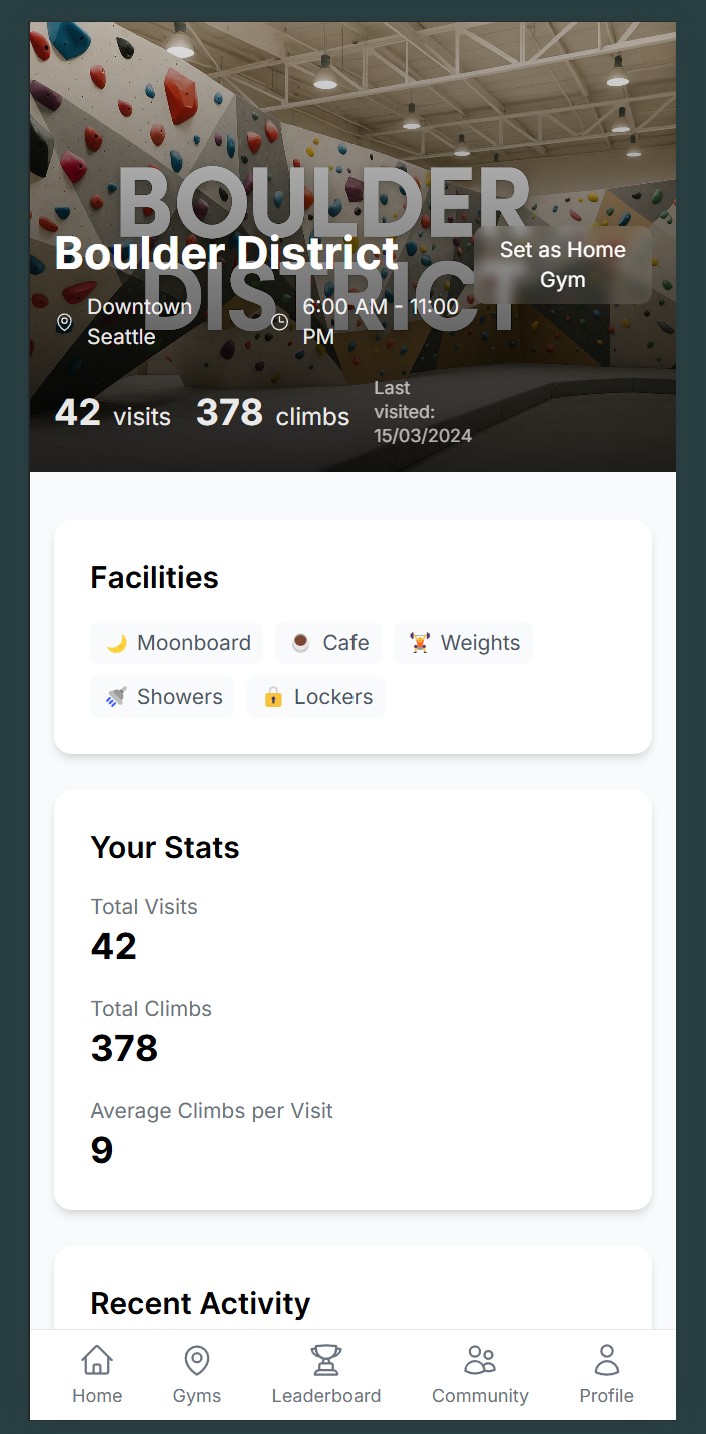 BOULDER
DISTRICT
Boulder District
Set as Home
Gym
Downtown
Seattle
6:00 AM - 11:00
PM
42 visits
378 climbs
Last
visited:
15/03/2024
Facilities
Moonboard
Cafe
Weights
Showers
Lockers
Your Stats
Total Visits
42
Total Climbs
378
Average Climbs per Visit
9
Recent Activity
Home
Gyms
Leaderboard
Community
Profile